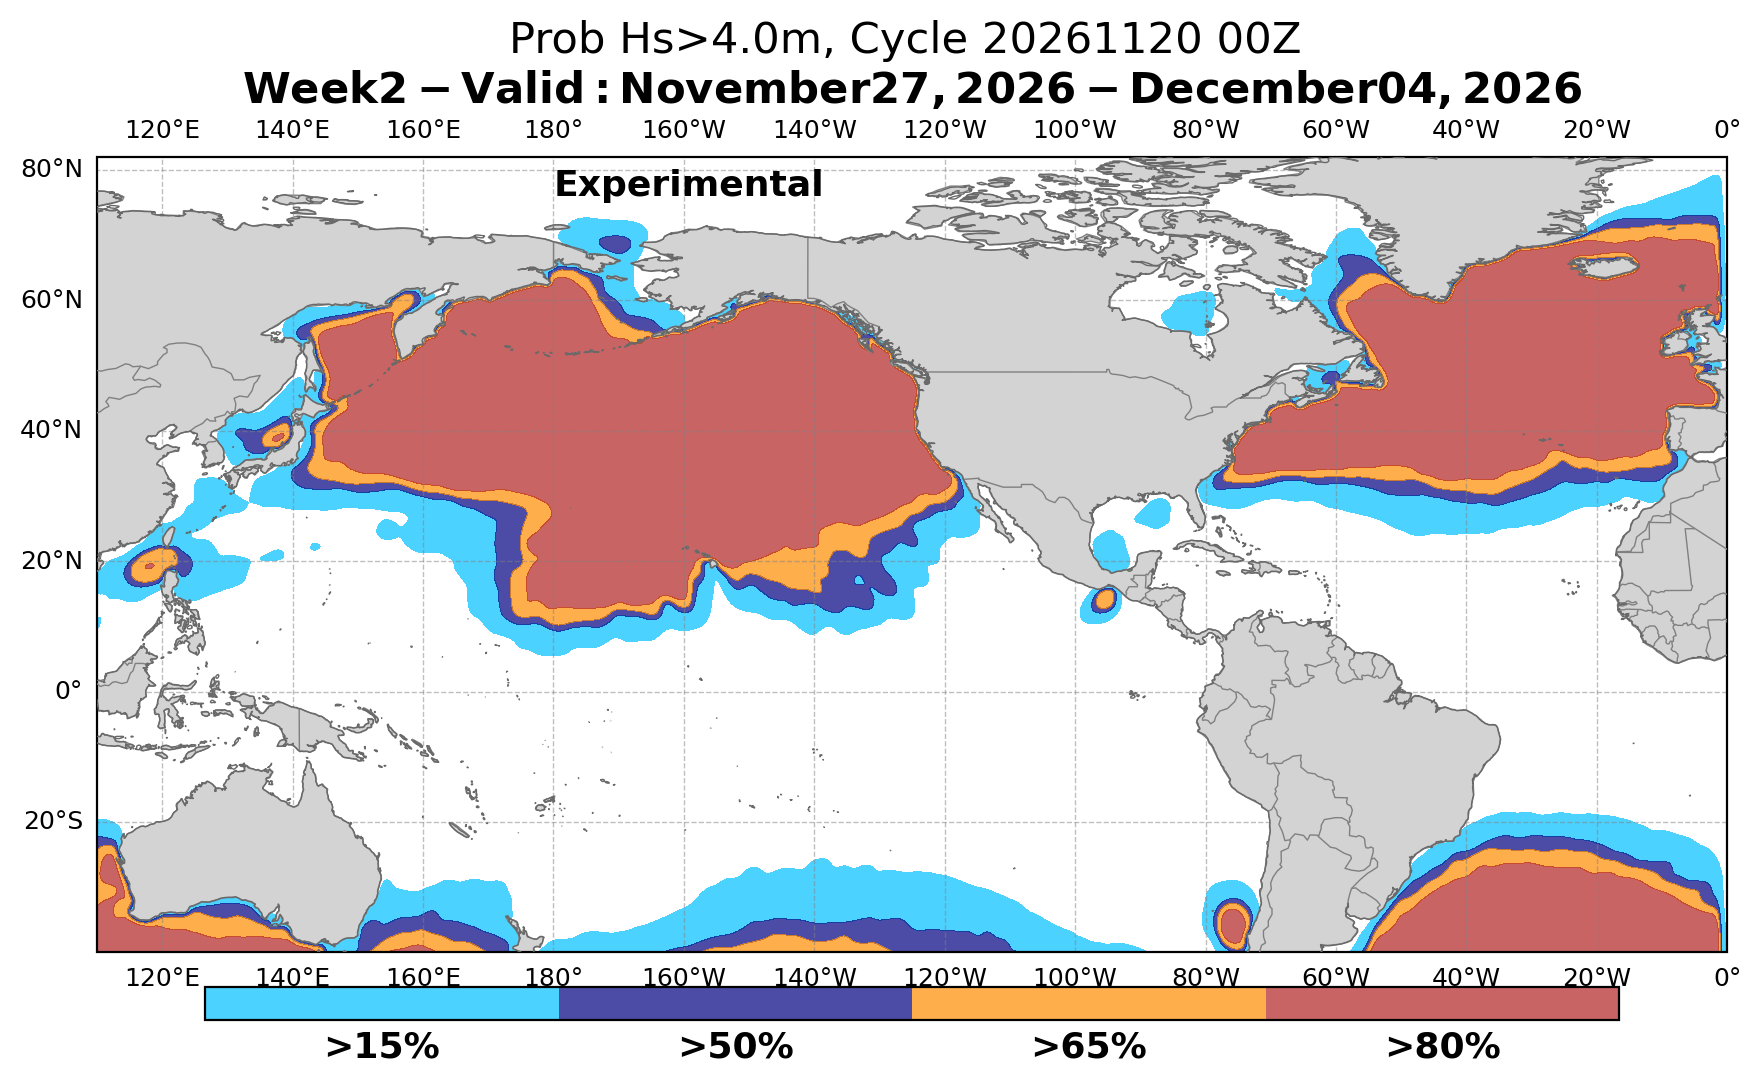 Prob Hs>4.0m, Cycle 20261120 00Z
Week2 − Valid : November27, 2026 − December04, 2026
120°E 140°E 160°E 180° 160°W 140°W 120°W 100°W 80°W 60°W 40°W 20°W 0°
80°N
Experimental
60°N
40°N
20°N
0°
20°S
120°E 140°E 160°E 180° 160°W 140°W 120°W 100°W 80°W 60°W 40°W 20°W 0°
>15% >50% >65% >80%